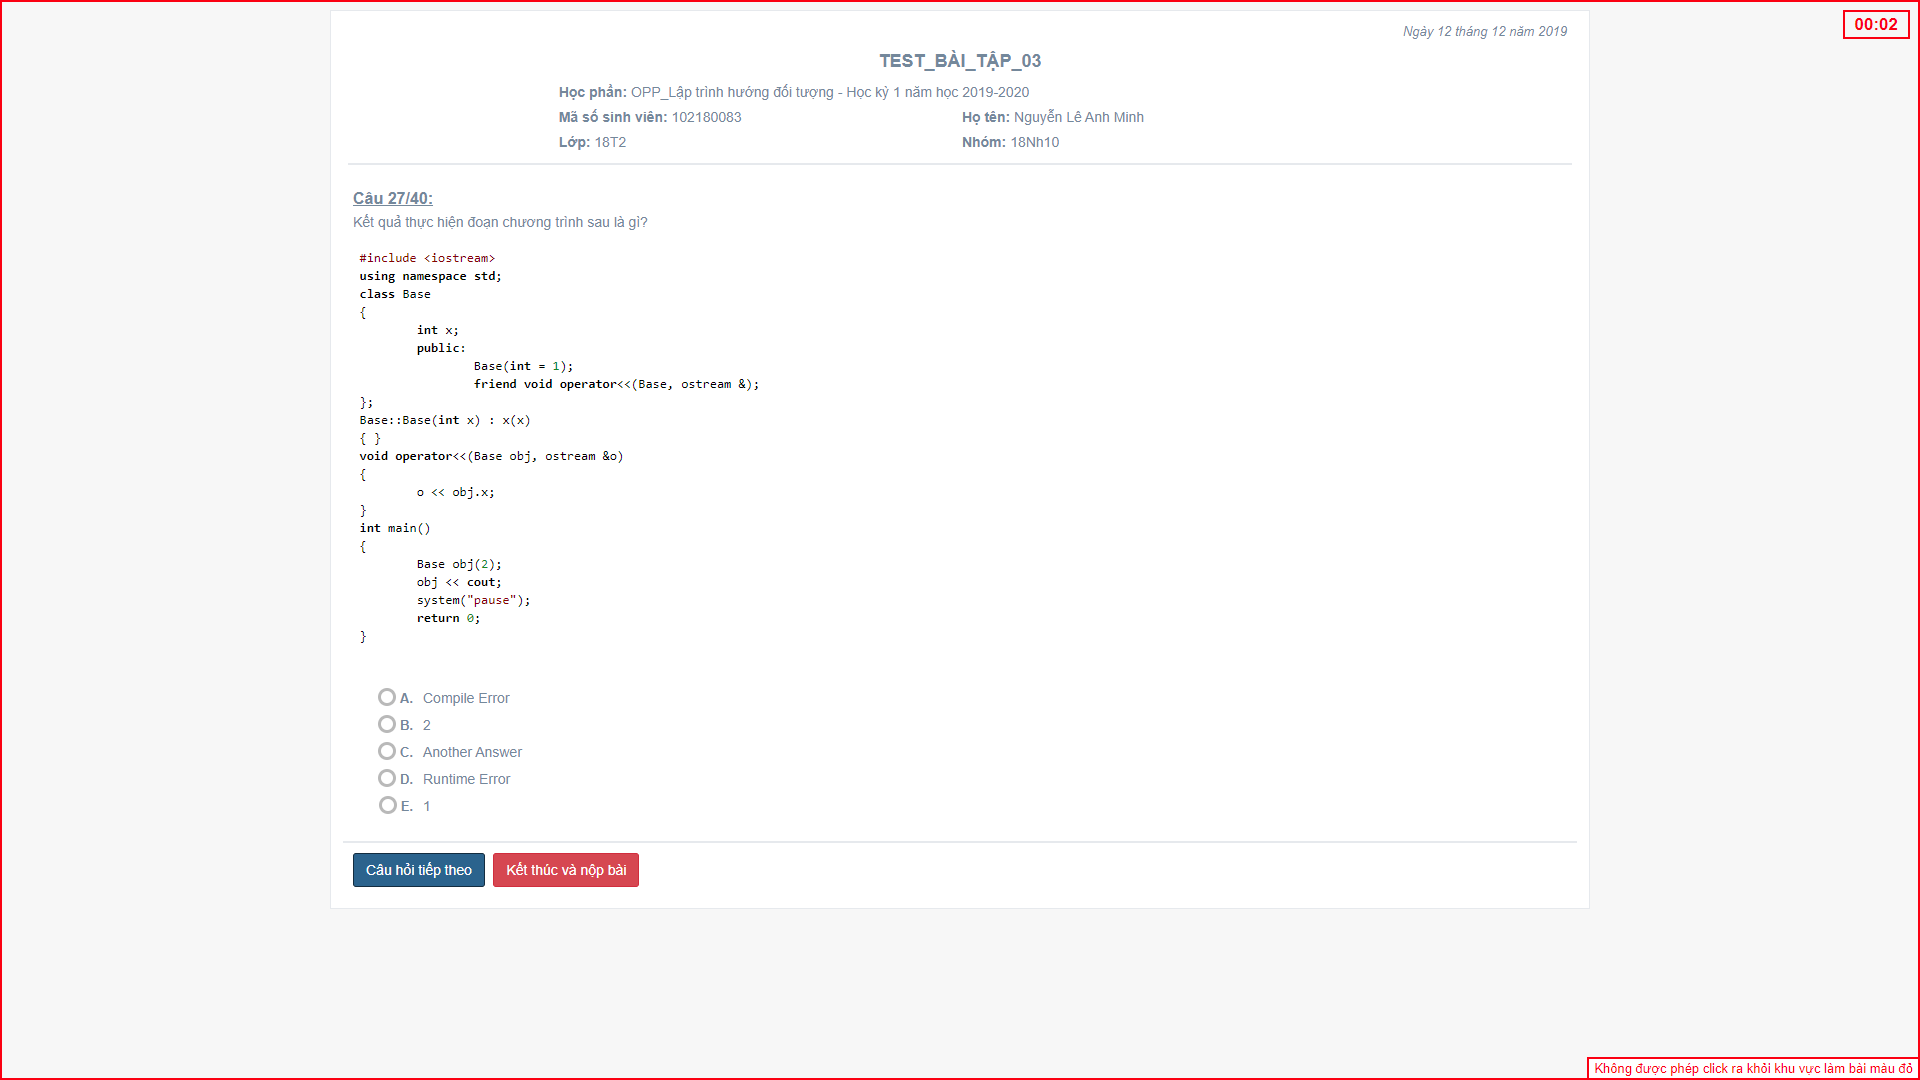 Ngày 12 tháng 12 năm 2019
00:02
TEST_BÀI_TẬP_03
Học phần: OPP_Lập trình hướng đối tượng - Học kỳ 1 năm học 2019-2020
Mã số sinh viên: 102180083 Họ tên: Nguyễn Lê Anh Minh
Lớp: 18T2 Nhóm: 18Nh10
Câu 27/40:
Kết quả thực hiện đoạn chương trình sau là gì?
#include <iostream>
using namespace std;
class Base
{
int x;
public:
Base(int = 1);
friend void operator<<(Base, ostream &);
};
Base::Base(int x) : x(x)
{ }
void operator<<(Base obj, ostream &o)
{
o << obj.x;
}
int main()
{
Base obj(2);
obj << cout;
system("pause");
return 0;
}
A. Compile Error
B. 2
C. Another Answer
D. Runtime Error
E. 1
Câu hỏi tiếp theo Kết thúc và nộp bài
Không được phép click ra khỏi khu vực làm bài màu đỏ